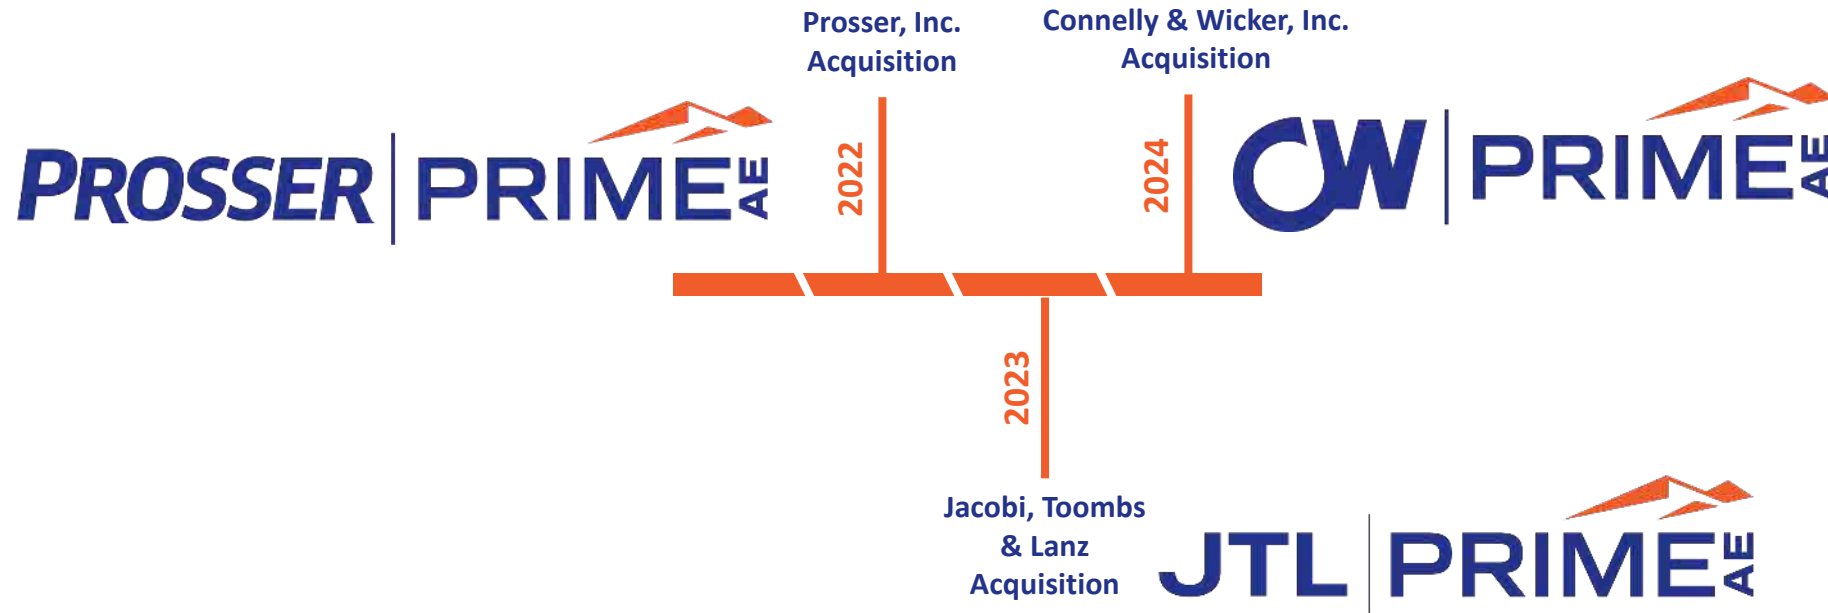 Prosser, Inc.
Acquisition
Connelly & Wicker, Inc.
Acquisition
PROSSER | PRIME AE
2022
2024
CW | PRIME AE
2023
Jacobi, Toombs
& Lanz
Acquisition
JTL | PRIME AE